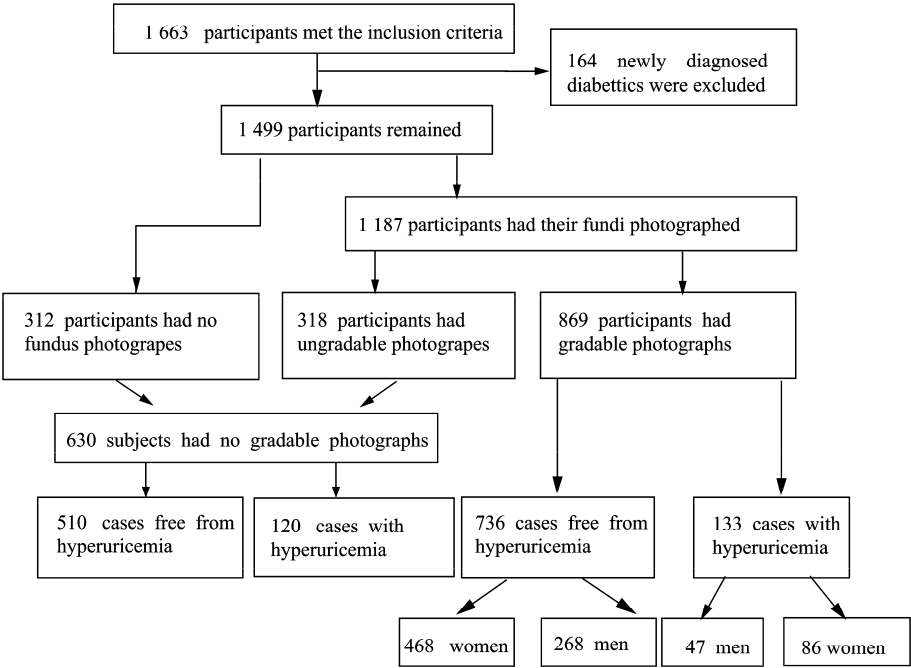 1 663 participants met the inclusion criteria
164 newly diagnosed
diabettics were excluded
1 499 participants remained
1 187 participants had their fundi photographed
312 participants had no
fundus photograpes
318 participants had
ungradable photograpes
869 participants had
gradable photographs
630 subjects had no gradable photographs
510 cases free from
hyperuricemia
120 cases with
hyperuricemia
736 cases free from
hyperuricemia
133 cases with
hyperuricemia
468 women
268 men
47 men
86 women